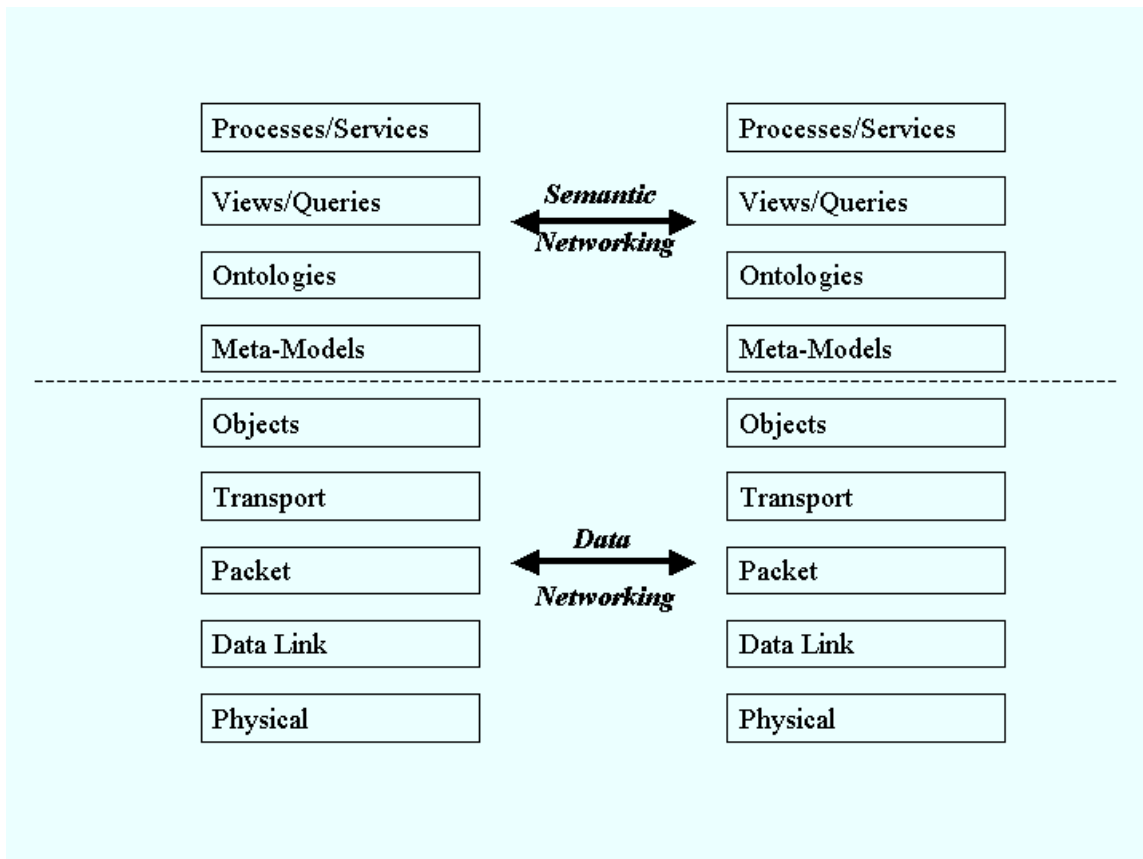 Processes/Services
Processes/Services
Views/Queries
Semantic
Networking
Views/Queries
Ontologies
Ontologies
Meta-Models
Meta-Models
Objects
Objects
Transport
Transport
Packet
Data
Networking
Packet
Data Link
Data Link
Physical
Physical